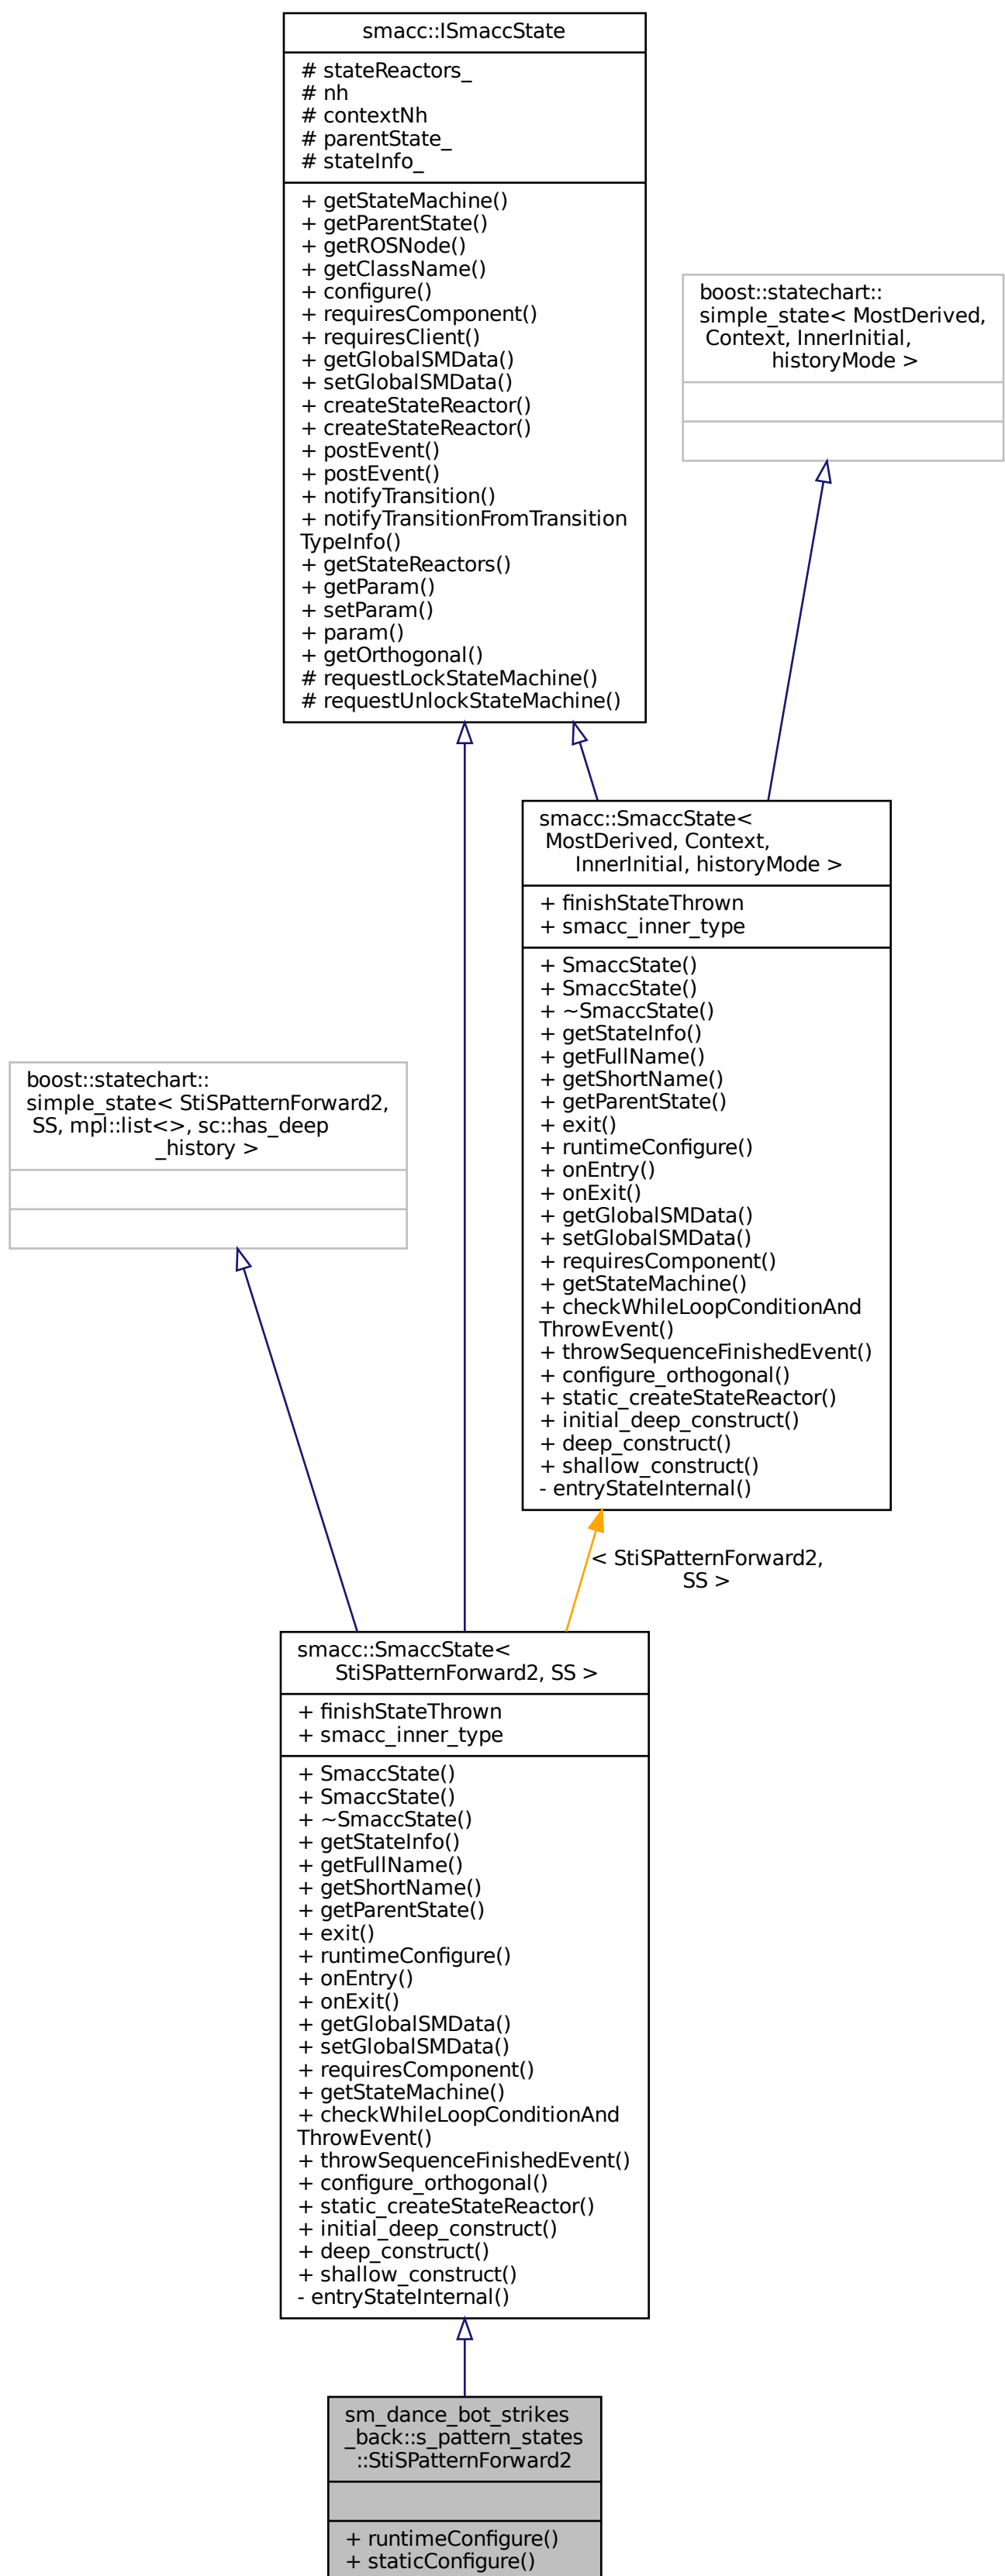 smacc::ISmaccState
# stateReactors_
# nh
# contextNh
# parentState_
# stateInfo_
+ getStateMachine()
+ getParentState()
+ getROSNode()
+ getClassName()
+ configure()
+ requiresComponent()
+ requiresClient()
+ getGlobalSMData()
+ setGlobalSMData()
+ createStateReactor()
+ createStateReactor()
+ postEvent()
+ postEvent()
+ notifyTransition()
+ notifyTransitionFromTransition
TypeInfo()
+ getStateReactors()
+ getParam()
+ setParam()
+ param()
+ getOrthogonal()
# requestLockStateMachine()
# requestUnlockStateMachine()
boost::statechart::
simple_state< MostDerived,
Context, InnerInitial,
historyMode >
smacc::SmaccState<
MostDerived, Context,
InnerInitial, historyMode >
+ finishStateThrown
+ smacc_inner_type
+ SmaccState()
+ SmaccState()
+ ~SmaccState()
+ getStateInfo()
+ getFullName()
+ getShortName()
+ getParentState()
+ exit()
+ runtimeConfigure()
+ onEntry()
+ onExit()
+ getGlobalSMData()
+ setGlobalSMData()
+ requiresComponent()
+ getStateMachine()
+ checkWhileLoopConditionAnd
ThrowEvent()
+ throwSequenceFinishedEvent()
+ configure_orthogonal()
+ static_createStateReactor()
+ initial_deep_construct()
+ deep_construct()
+ shallow_construct()
- entryStateInternal()
boost::statechart::
simple_state< StiSPatternForward2,
SS, mpl::list<>, sc::has_deep
_history >
< StiSPatternForward2,
SS >
smacc::SmaccState<
StiSPatternForward2, SS >
+ finishStateThrown
+ smacc_inner_type
+ SmaccState()
+ SmaccState()
+ ~SmaccState()
+ getStateInfo()
+ getFullName()
+ getShortName()
+ getParentState()
+ exit()
+ runtimeConfigure()
+ onEntry()
+ onExit()
+ getGlobalSMData()
+ setGlobalSMData()
+ requiresComponent()
+ getStateMachine()
+ checkWhileLoopConditionAnd
ThrowEvent()
+ throwSequenceFinishedEvent()
+ configure_orthogonal()
+ static_createStateReactor()
+ initial_deep_construct()
+ deep_construct()
+ shallow_construct()
- entryStateInternal()
sm_dance_bot_strikes
_back::s_pattern_states
::StiSPatternForward2
+ runtimeConfigure()
+ staticConfigure()